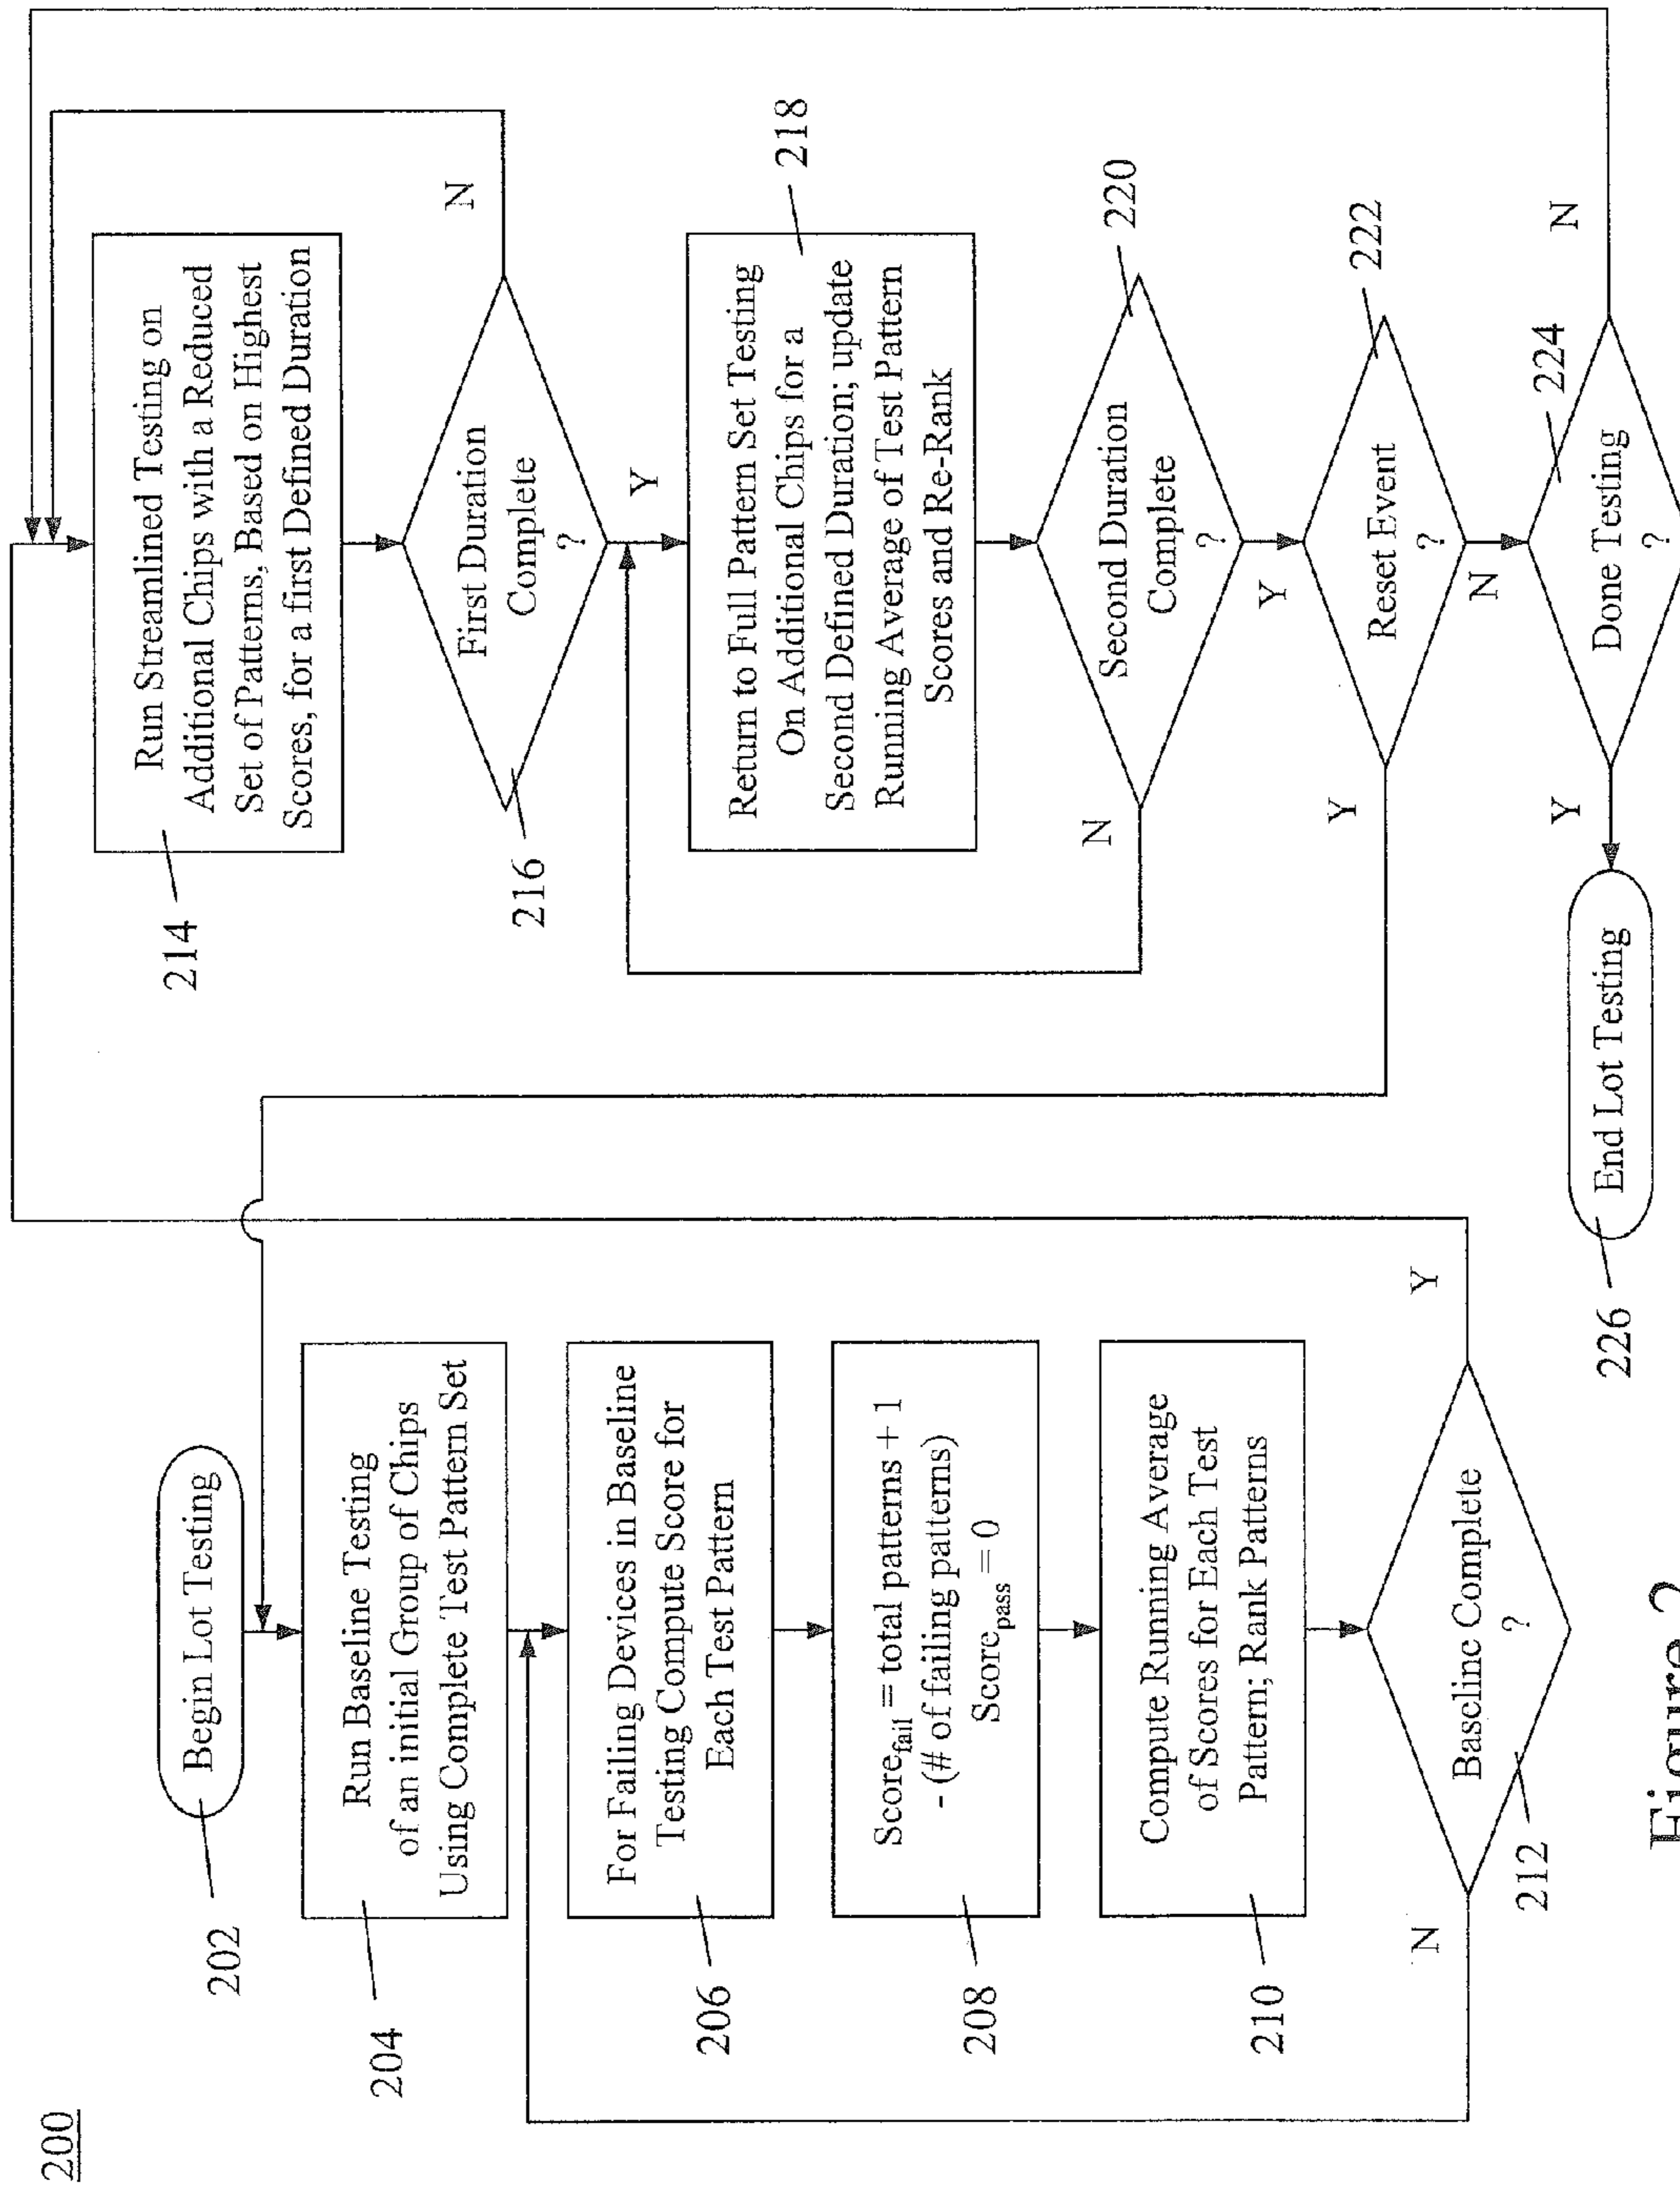 200
Begin Lot Testing
202
Run Baseline Testing
of an initial Group of Chips
Using Complete Test Pattern Set
204
For Failing Devices in Baseline
Testing Compute Score for
Each Test Pattern
206
Scorefail = total patterns + 1
- (# of failing patterns)
Scorepass = 0
208
Compute Running Average
of Scores for Each Test
Pattern; Rank Patterns
210
Baseline Complete
?
N
Y
212
Run Streamlined Testing on
Additional Chips with a Reduced
Set of Patterns, Based on Highest
Scores, for a first Defined Duration
214
First Duration
Complete
?
N
Y
216
Return to Full Pattern Set Testing
On Additional Chips for a
Second Defined Duration; update
Running Average of Test Pattern
Scores and Re-Rank
218
Second Duration
Complete
?
N
Y
220
Reset Event
?
Y
N
222
Done Testing
?
Y
N
224
End Lot Testing
226
Figure 2